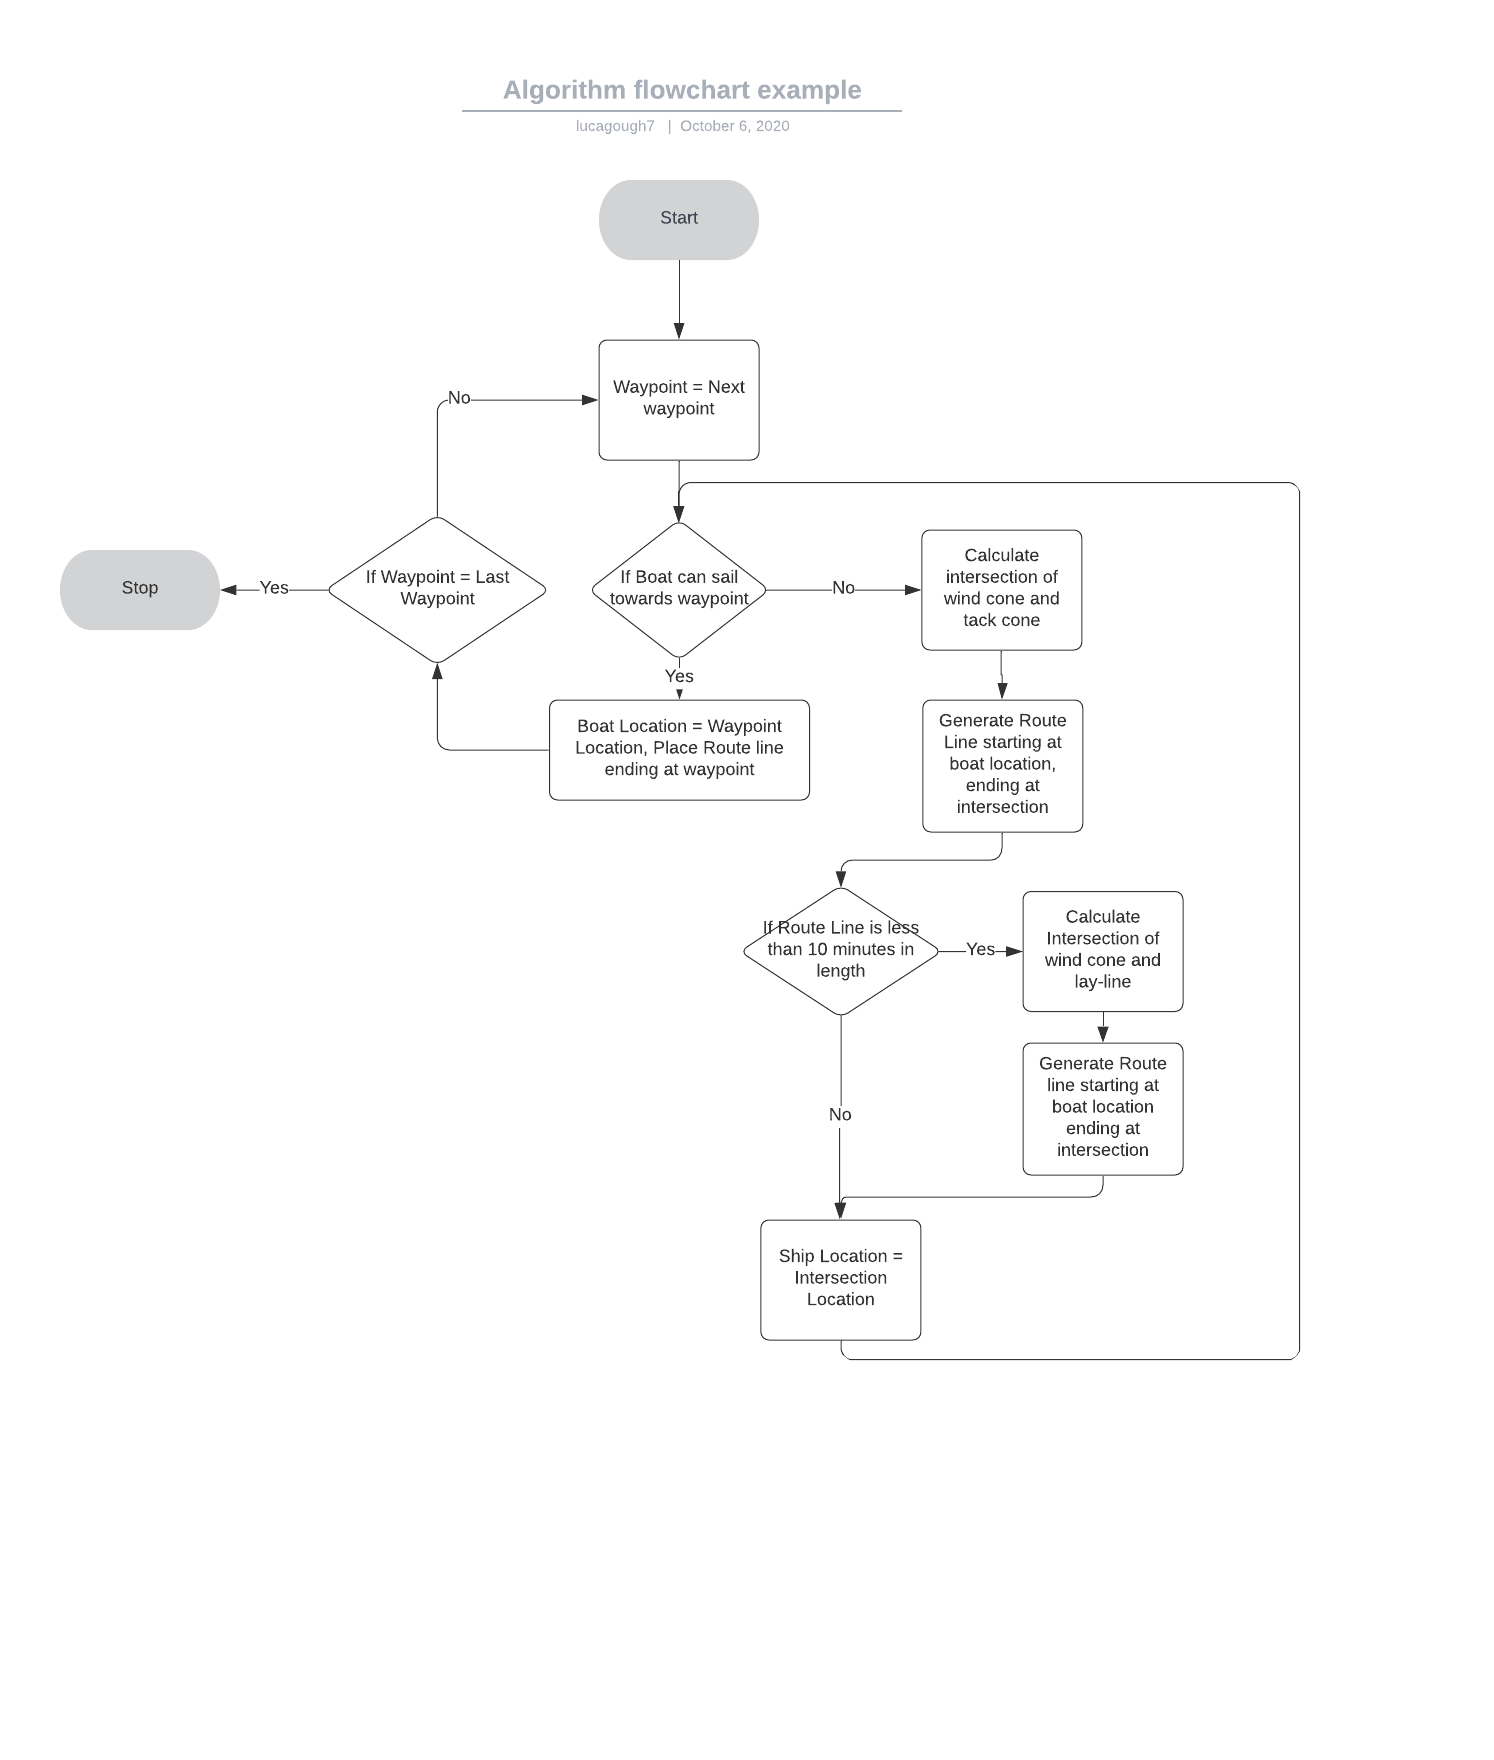 Algorithm flowchart example
lucagough7 | October 6, 2020
Start
Waypoint = Next
waypoint
No
If Waypoint = Last
Waypoint
Yes
Stop
If Boat can sail
towards waypoint
No
Calculate
intersection of
wind cone and
tack cone
Yes
Boat Location = Waypoint
Location, Place Route line
ending at waypoint
Generate Route
Line starting at
boat location,
ending at
intersection
If Route Line is less
than 10 minutes in
length
Yes
Calculate
Intersection of
wind cone and
lay-line
Generate Route
line starting at
boat location
ending at
intersection
No
Ship Location =
Intersection
Location